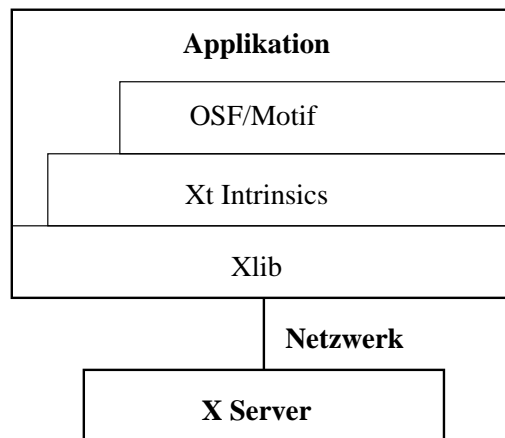 Applikation
OSF/Motif
Xt Intrinsics
Xlib
Netzwerk
X Server